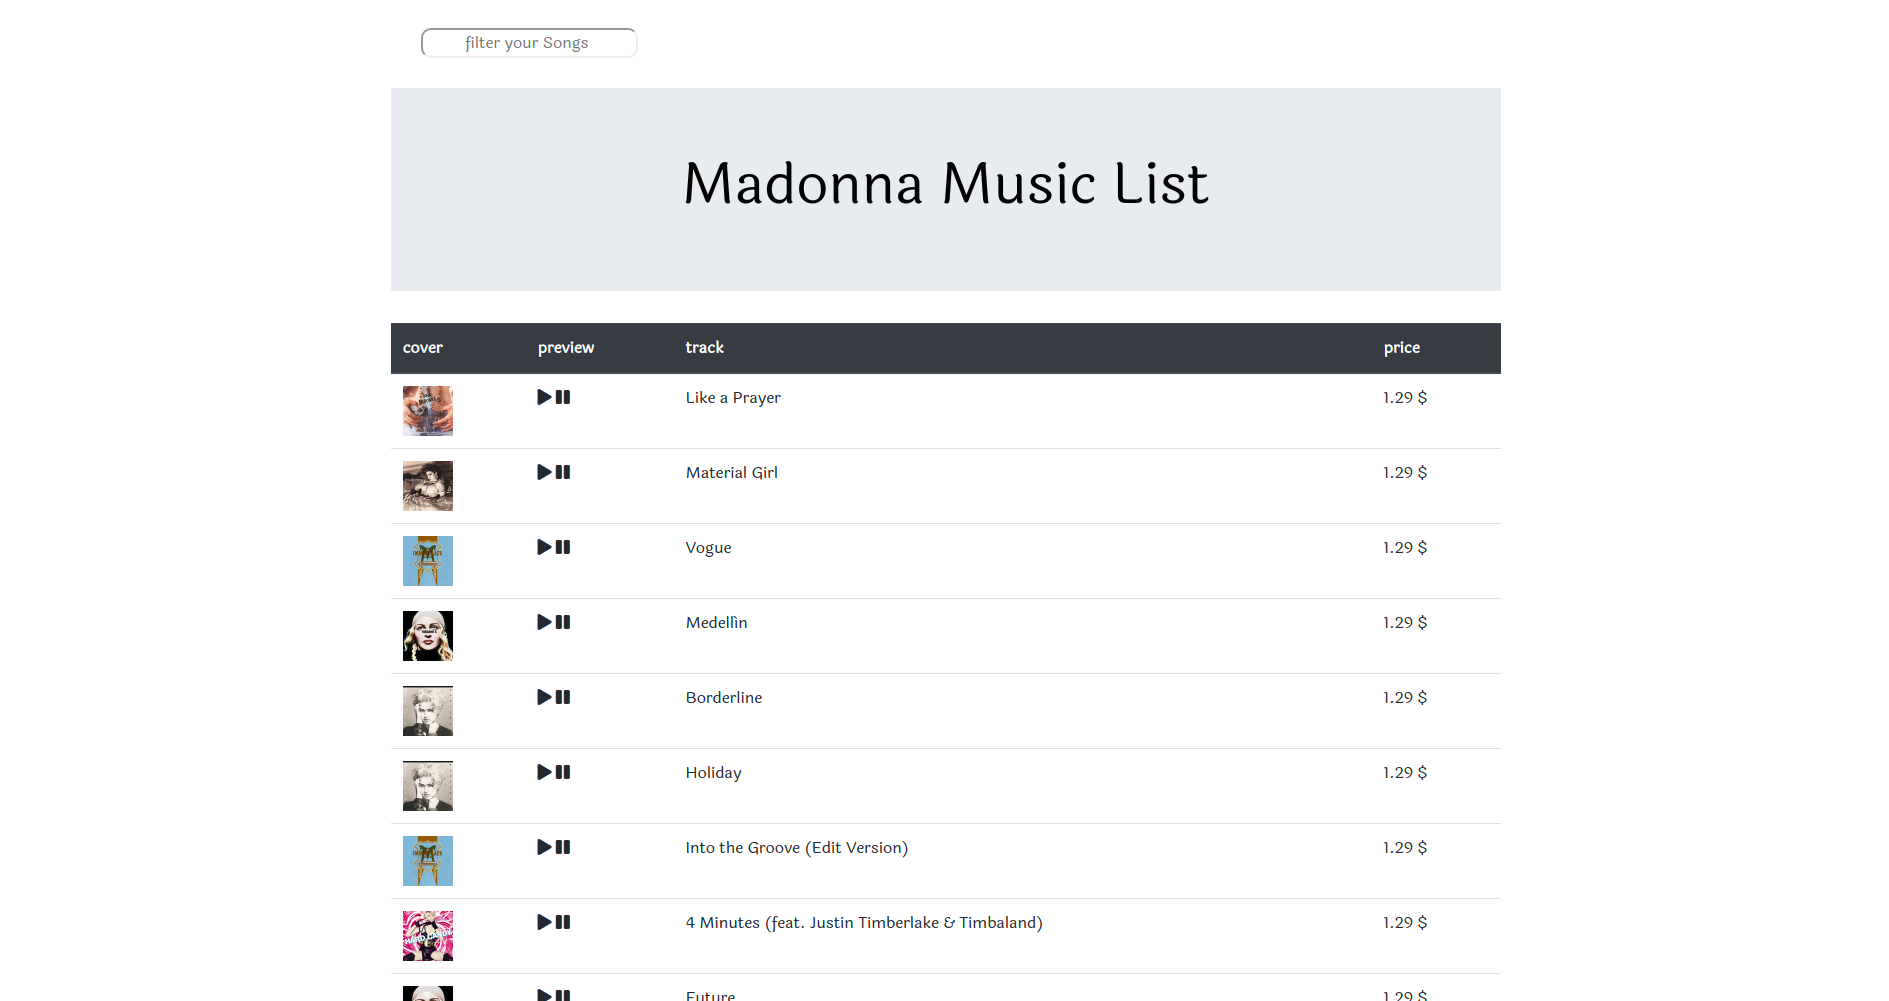 filter your Songs
Madonna Music List
cover preview track price
Like a Prayer 1.29 $
Material Girl 1.29 $
Vogue 1.29 $
Medellìn 1.29 $
Borderline 1.29 $
Holiday 1.29 $
Into the Groove (Edit Version) 1.29 $
4 Minutes (feat. Justin Timberlake & Timbaland) 1.29 $
HARD CANDY
Future 1.29 $